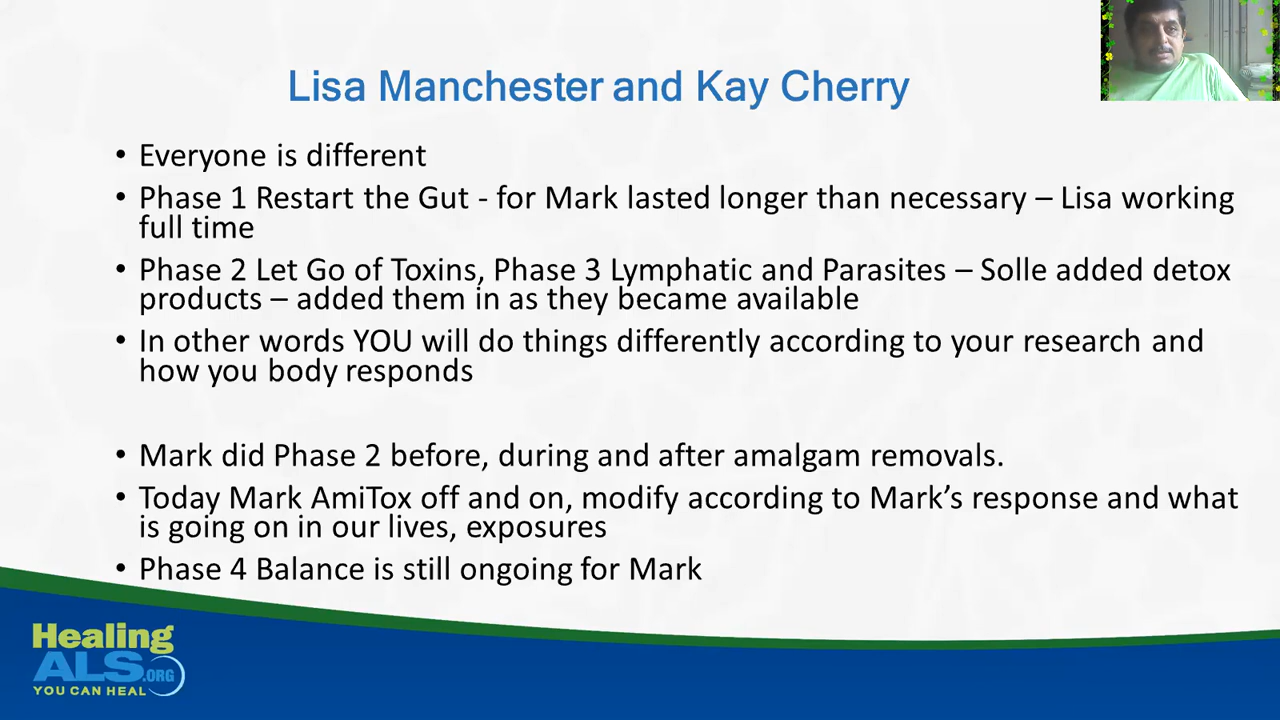 Lisa Manchester and Kay Cherry
• Everyone is different
• Phase 1 Restart the Gut - for Mark lasted longer than necessary – Lisa working
full time
• Phase 2 Let Go of Toxins, Phase 3 Lymphatic and Parasites – Solle added detox
products – added them in as they became available
• In other words YOU will do things differently according to your research and
how you body responds
• Mark did Phase 2 before, during and after amalgam removals.
• Today Mark AmiTox off and on, modify according to Mark’s response and what
is going on in our lives, exposures
• Phase 4 Balance is still ongoing for Mark
Healing
ALS.ORG
YOU CAN HEAL